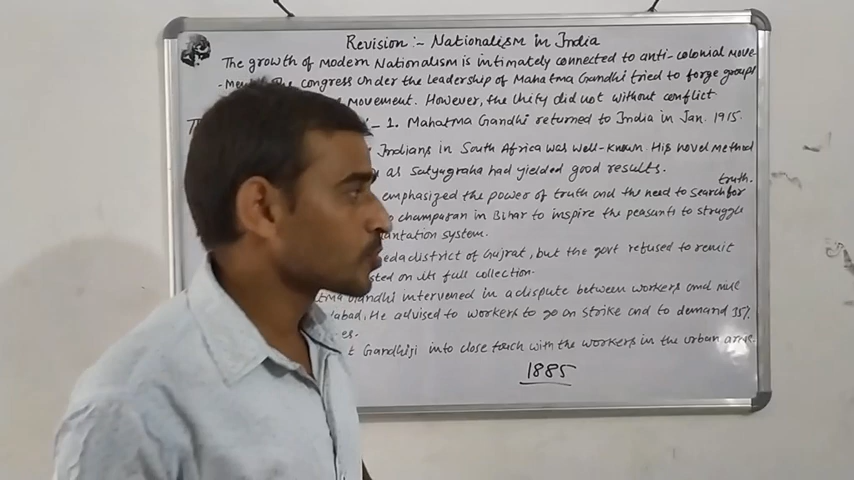 Revision :- Nationalism in India
The growth of modern Nationalism is intimately connected to anti-colonial move-
Congress under the leadership of Mahatma Gandhi tried to forge groups
movement. However, the Unity did not without conflict
1. Mahatma Gandhi returned to India in Jan. 1915.
Indians in South Africa was well-known. His novel method
as Satyugraha had yielded good results.
truth.
emphasized the power of truth and the need to search for
champaran in Bihar to inspire the peasants to struggle
system.
district of Gujrat, but the govt refused to remit
on its full collection.
Gandhi intervened in a dispute between workers and mill
He advised to workers to go on strike and to demand 35%
Gandhiji into close touch with the workers in the urban areas.
1885